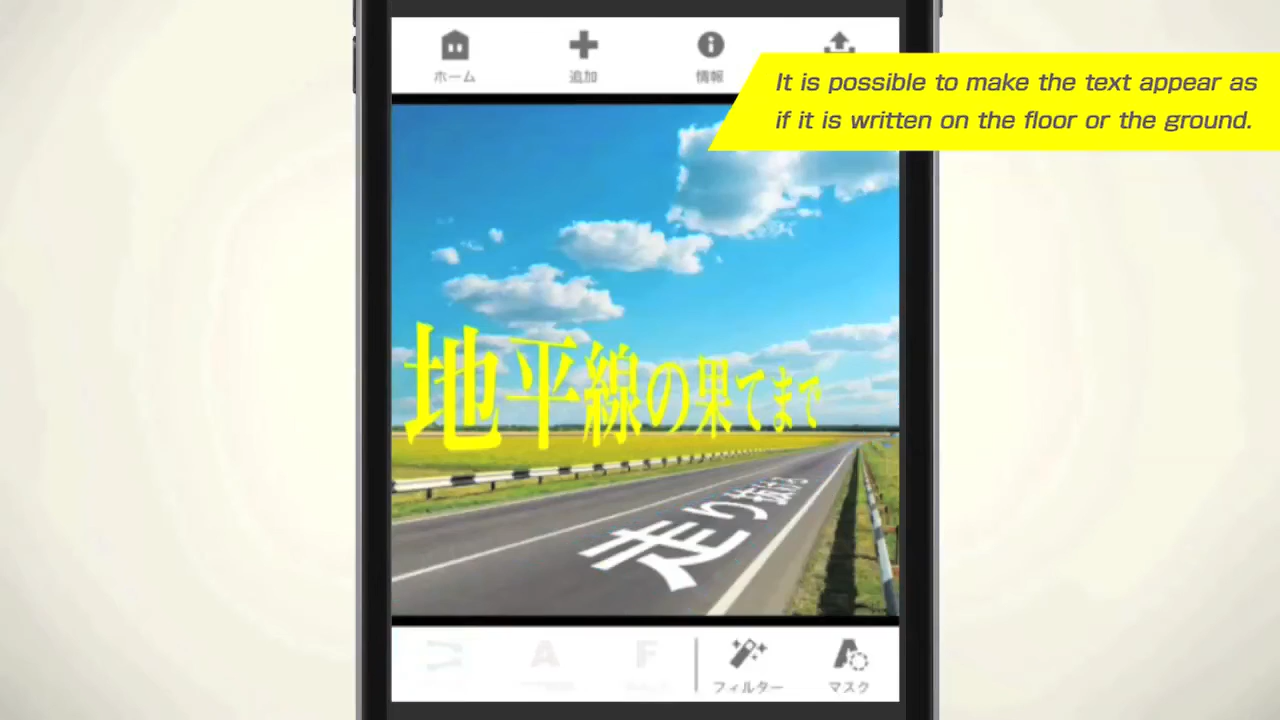 ホーム
追加
情報
It is possible to make the text appear as
if it is written on the floor or the ground.
地平線の果てまで
走り抜ける
A
F
フィルター
マスク